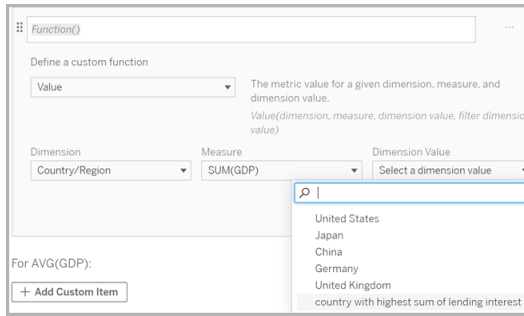 Function()
Define a custom function
Value
The metric value for a given dimension, measure, and
dimension value.
Value(dimension, measure, dimension value, filter dimensio
value)
Dimension
Measure
Dimension Value
Country/Region
SUM(GDP)
Select a dimension value
United States
Japan
China
Germany
United Kingdom
country with highest sum of lending interest
For AVG(GDP):
+ Add Custom Item